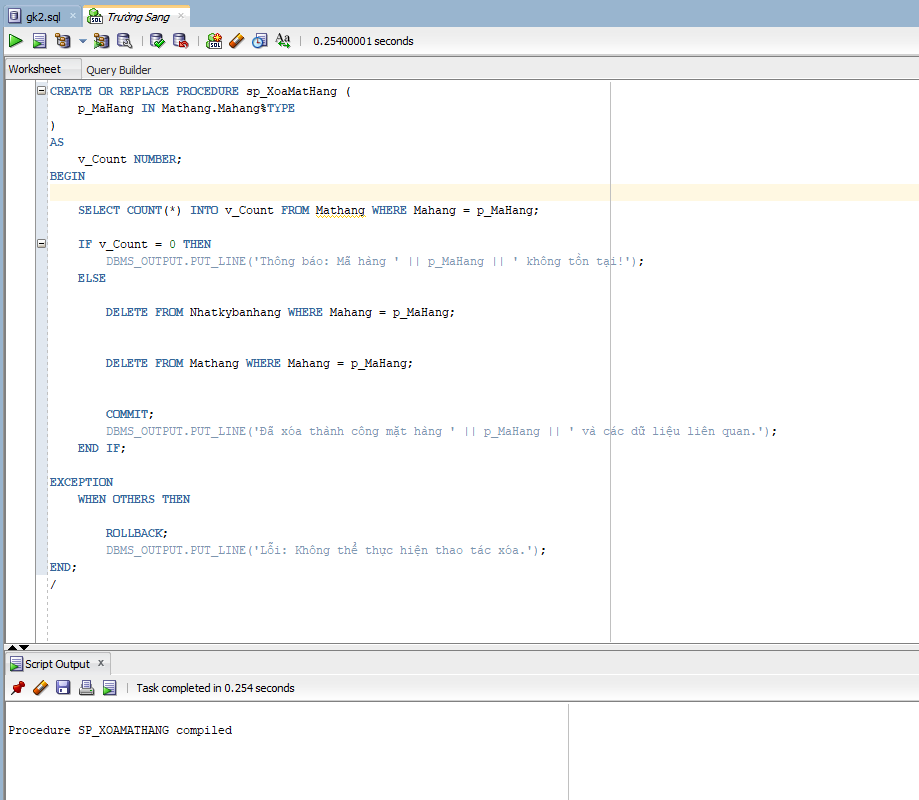 gk2.sql
Trường Sang
0.25400001 seconds
Worksheet
Query Builder
CREATE OR REPLACE PROCEDURE sp_XoaMatHang (
p_MaHang IN Mathang.Mahang%TYPE
)
AS
v_Count NUMBER;
BEGIN
SELECT COUNT(*) INTO v_Count FROM Mathang WHERE Mahang = p_MaHang;
IF v_Count = 0 THEN
DBMS_OUTPUT.PUT_LINE('Thông báo: Mã hàng ' || p_MaHang || ' không tồn tại!');
ELSE
DELETE FROM Nhatkybanhang WHERE Mahang = p_MaHang;
DELETE FROM Mathang WHERE Mahang = p_MaHang;
COMMIT;
DBMS_OUTPUT.PUT_LINE('Đã xóa thành công mặt hàng ' || p_MaHang || ' và các dữ liệu liên quan.');
END IF;
EXCEPTION
WHEN OTHERS THEN
ROLLBACK;
DBMS_OUTPUT.PUT_LINE('Lỗi: Không thể thực hiện thao tác xóa.');
END;
/
Script Output
Task completed in 0.254 seconds
Procedure SP_XOAMATHANG compiled